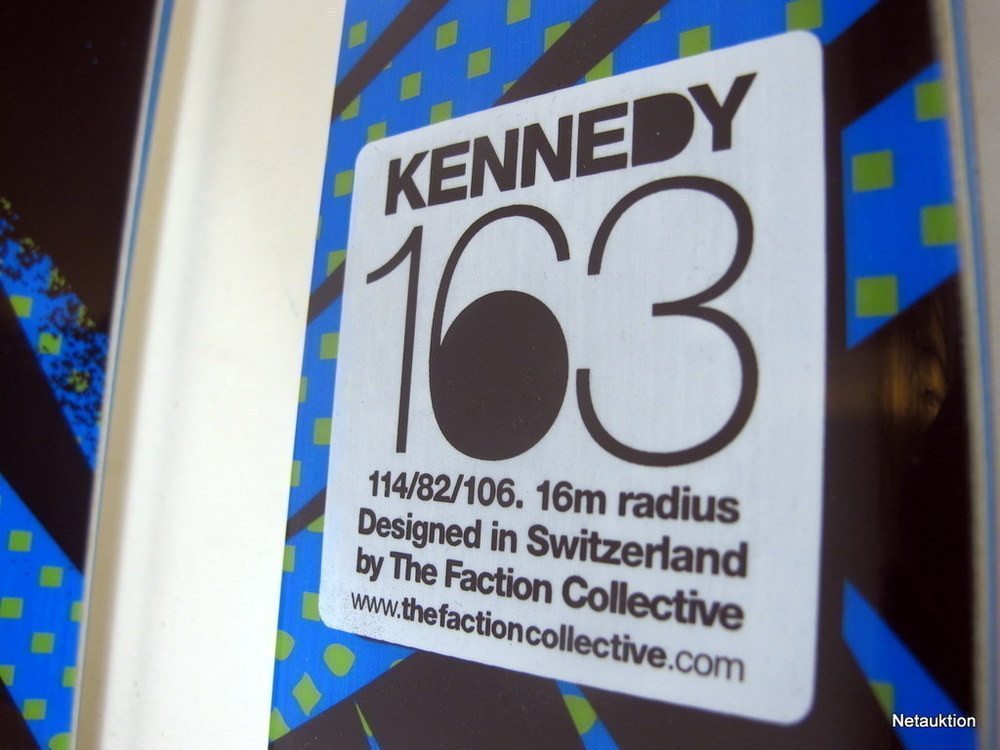 KENNEDY
163
114/82/106. 16m radius
Designed in Switzerland
by The Faction Collective
www.thefactioncollective.com
Netauktion